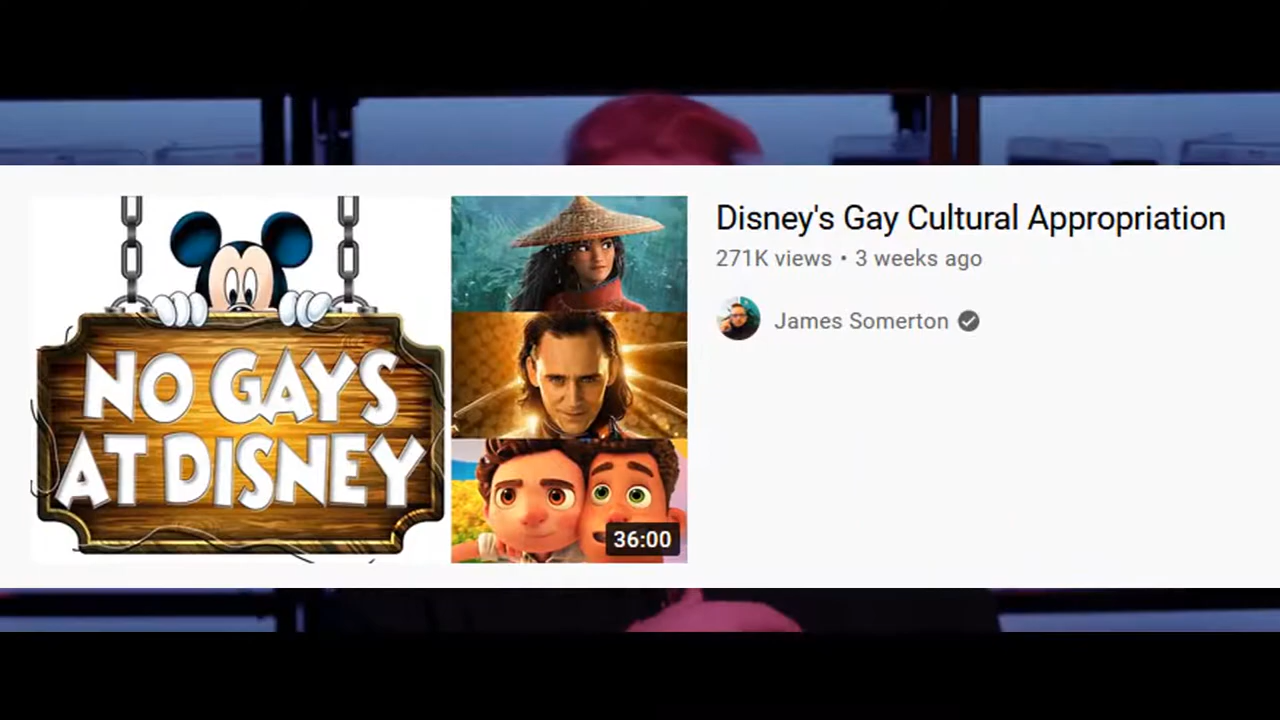 NO GAYS
AT DISNEY
36:00
Disney's Gay Cultural Appropriation
271K views • 3 weeks ago
James Somerton